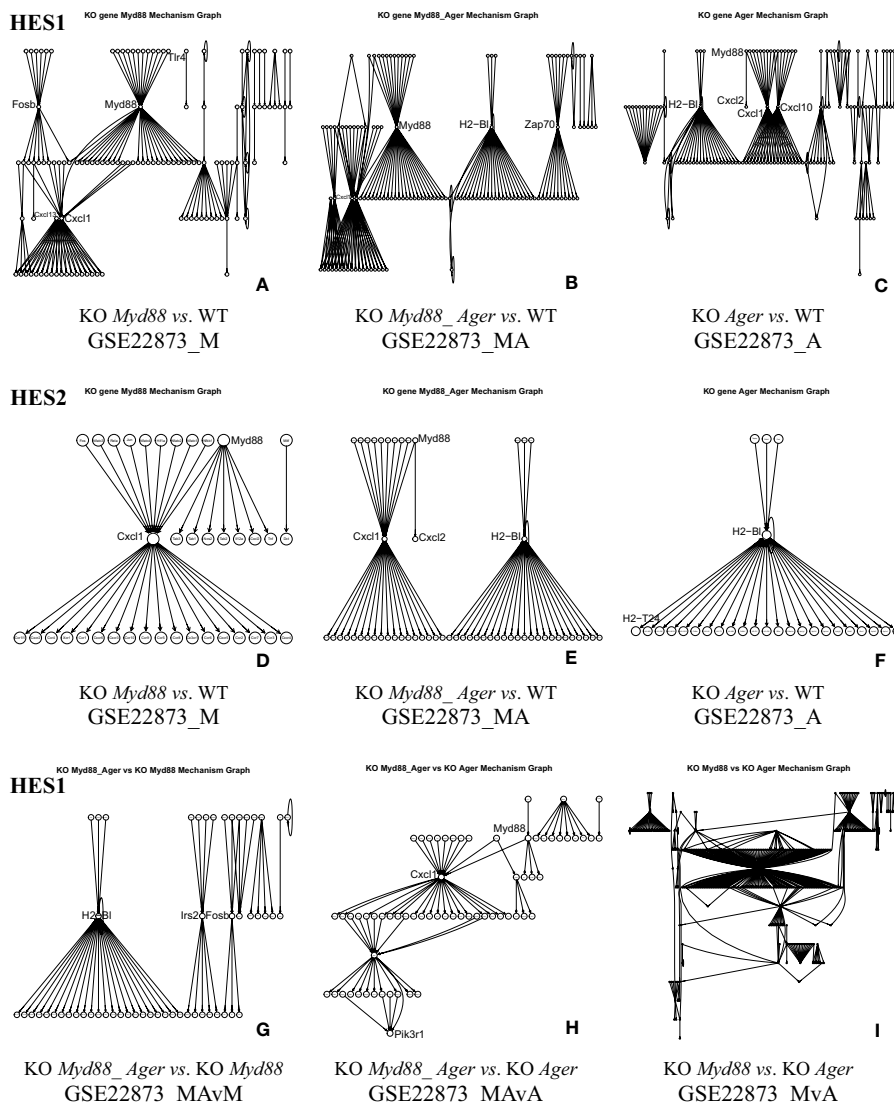 HES1
KO gene Myd88 Mechanism Graph
KO gene Myd88_Ager Mechanism Graph
KO gene Ager Mechanism Graph
Tlr4
Fosb
Myd88
Cxcl13
Cxcl1
A
Myd88
H2-Bl
Zap70
Cxcl1
B
Myd88
H2-Bl
Cxcl2
Cxcl1
Cxcl10
C
KO Myd88 vs. WT
GSE22873_M
KO Myd88_ Ager vs. WT
GSE22873_MA
KO Ager vs. WT
GSE22873_A
HES2
KO gene Myd88 Mechanism Graph
KO gene Myd88_Ager Mechanism Graph
KO gene Ager Mechanism Graph
Myd88
Cxcl1
D
Myd88
Cxcl1
Cxcl2
H2-Bl
E
H2-Bl
H2-T24
F
KO Myd88 vs. WT
GSE22873_M
KO Myd88_ Ager vs. WT
GSE22873_MA
KO Ager vs. WT
GSE22873_A
KO Myd88_Ager vs KO Myd88 Mechanism Graph
KO Myd88_Ager vs KO Ager Mechanism Graph
KO Myd88 vs KO Ager Mechanism Graph
HES1
H2-Bl
Irs2
Fosb
G
Myd88
Cxcl1
Pik3r1
H
I
KO Myd88_ Ager vs. KO Myd88
GSE22873_MAvM
KO Myd88_ Ager vs. KO Ager
GSE22873_MAvA
KO Myd88 vs. KO Ager
GSE22873_MvA